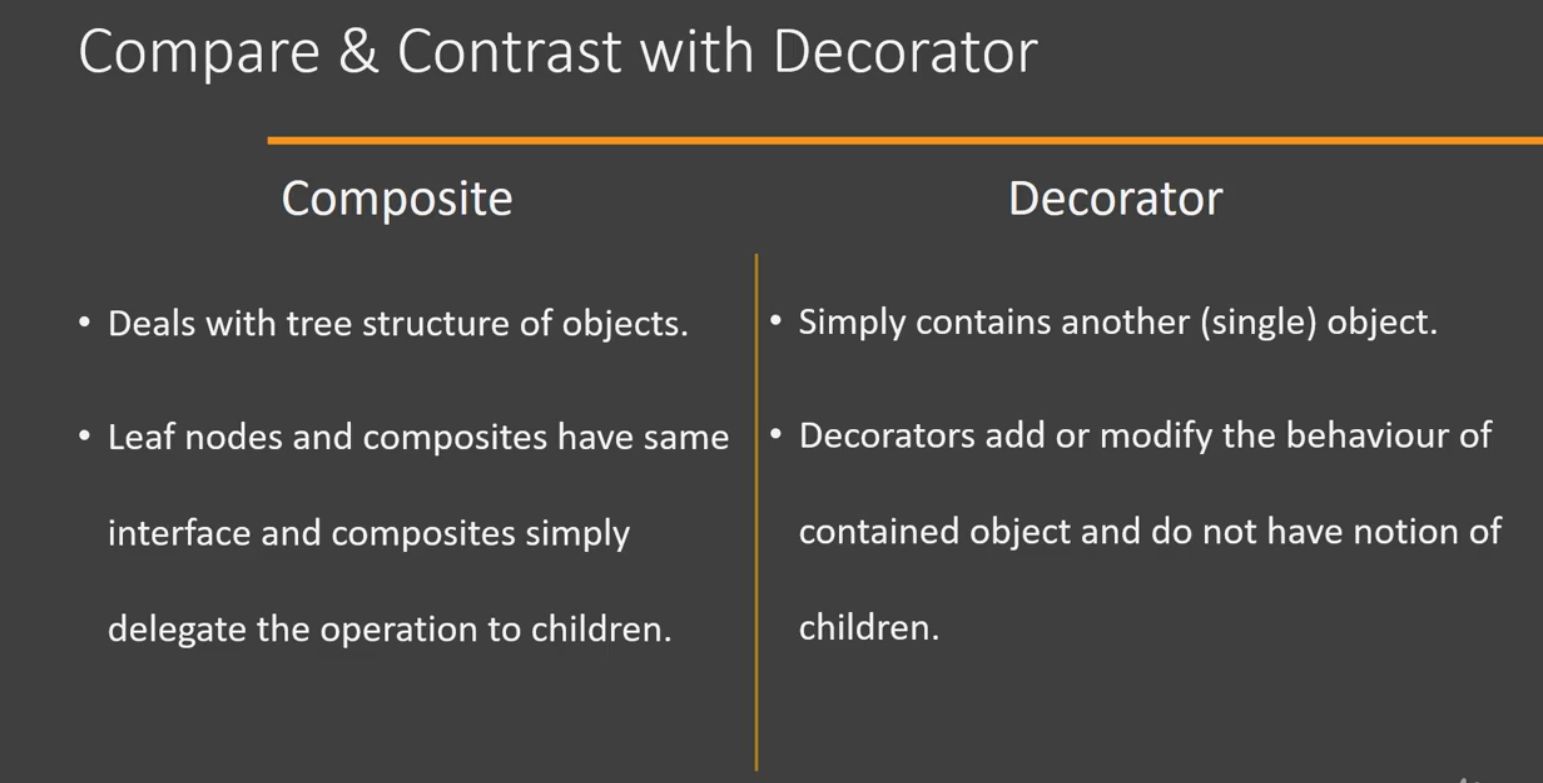 Compare & Contrast with Decorator
Composite
• Deals with tree structure of objects.
• Leaf nodes and composites have same
interface and composites simply
delegate the operation to children.
Decorator
• Simply contains another (single) object.
• Decorators add or modify the behaviour of
contained object and do not have notion of
children.